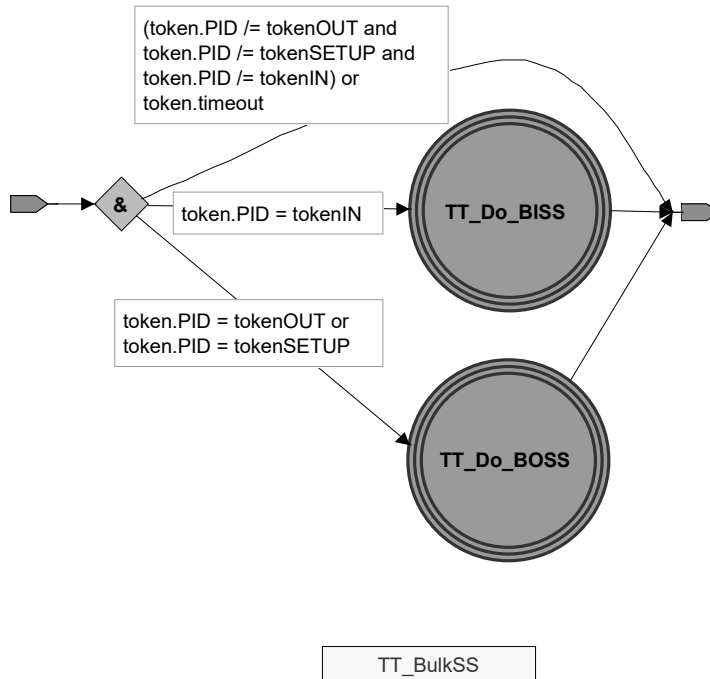 (token.PID /= tokenOUT and
token.PID /= tokenSETUP and
token.PID /= tokenIN) or
token.timeout
&
token.PID = tokenIN
TT_Do_BISS
token.PID = tokenOUT or
token.PID = tokenSETUP
TT_Do_BOSS
TT_BulkSS